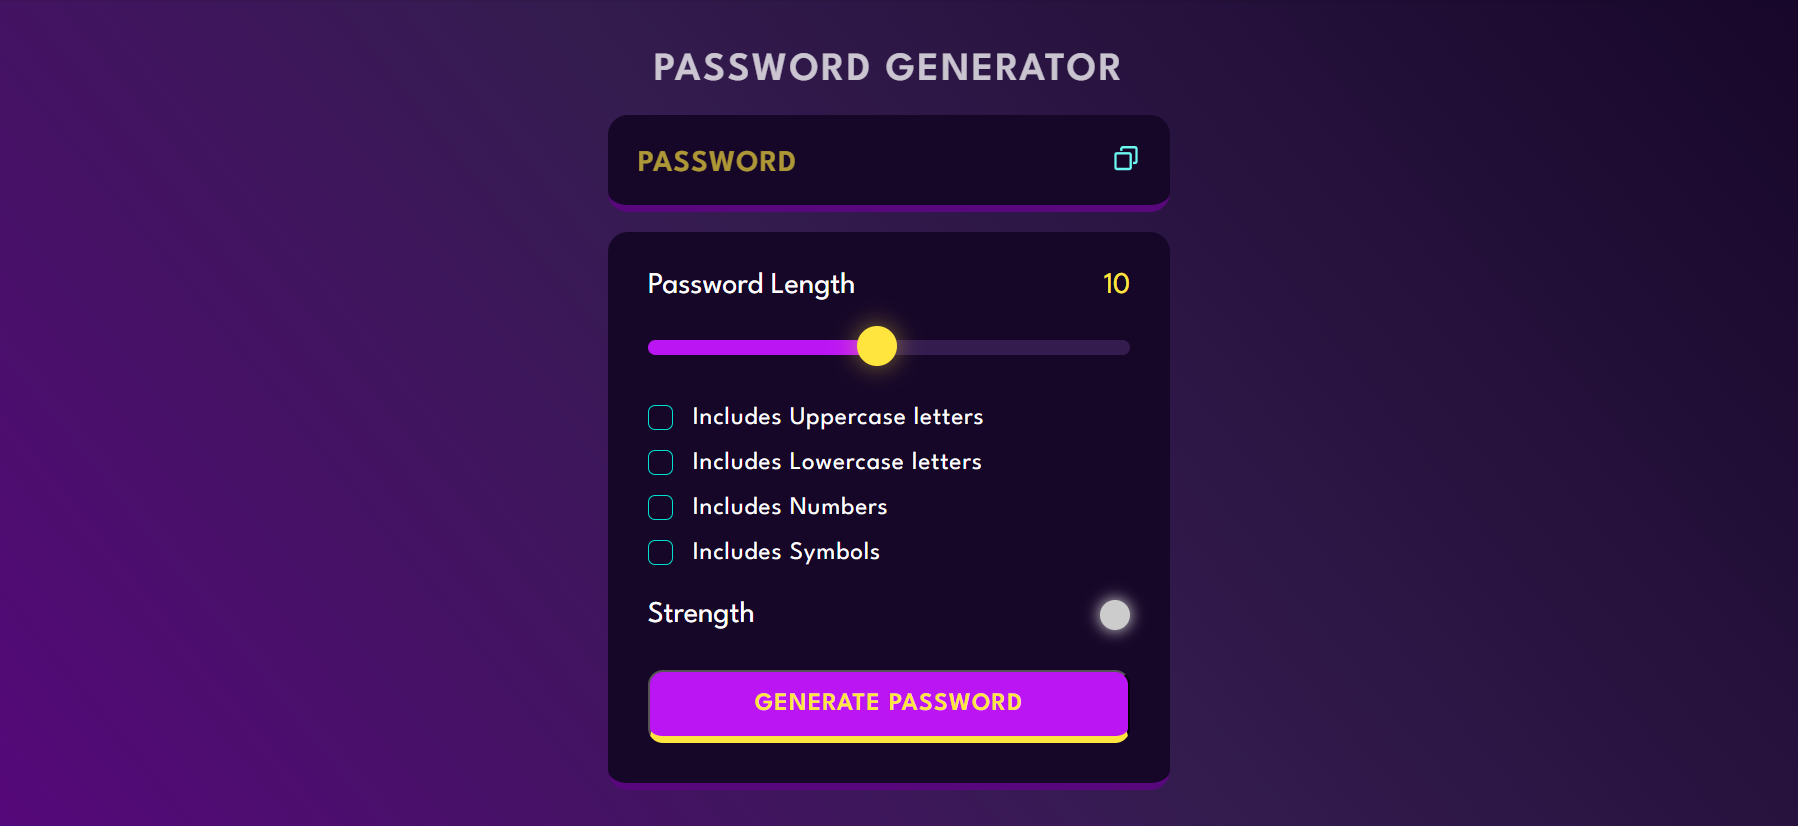 PASSWORD GENERATOR
PASSWORD
Password Length 10
Includes Uppercase letters
Includes Lowercase letters
Includes Numbers
Includes Symbols
Strength
GENERATE PASSWORD